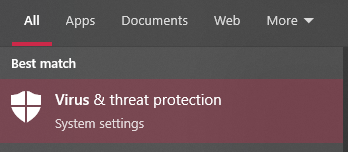 All Apps Documents Web More
Best match
Virus & threat protection
System settings